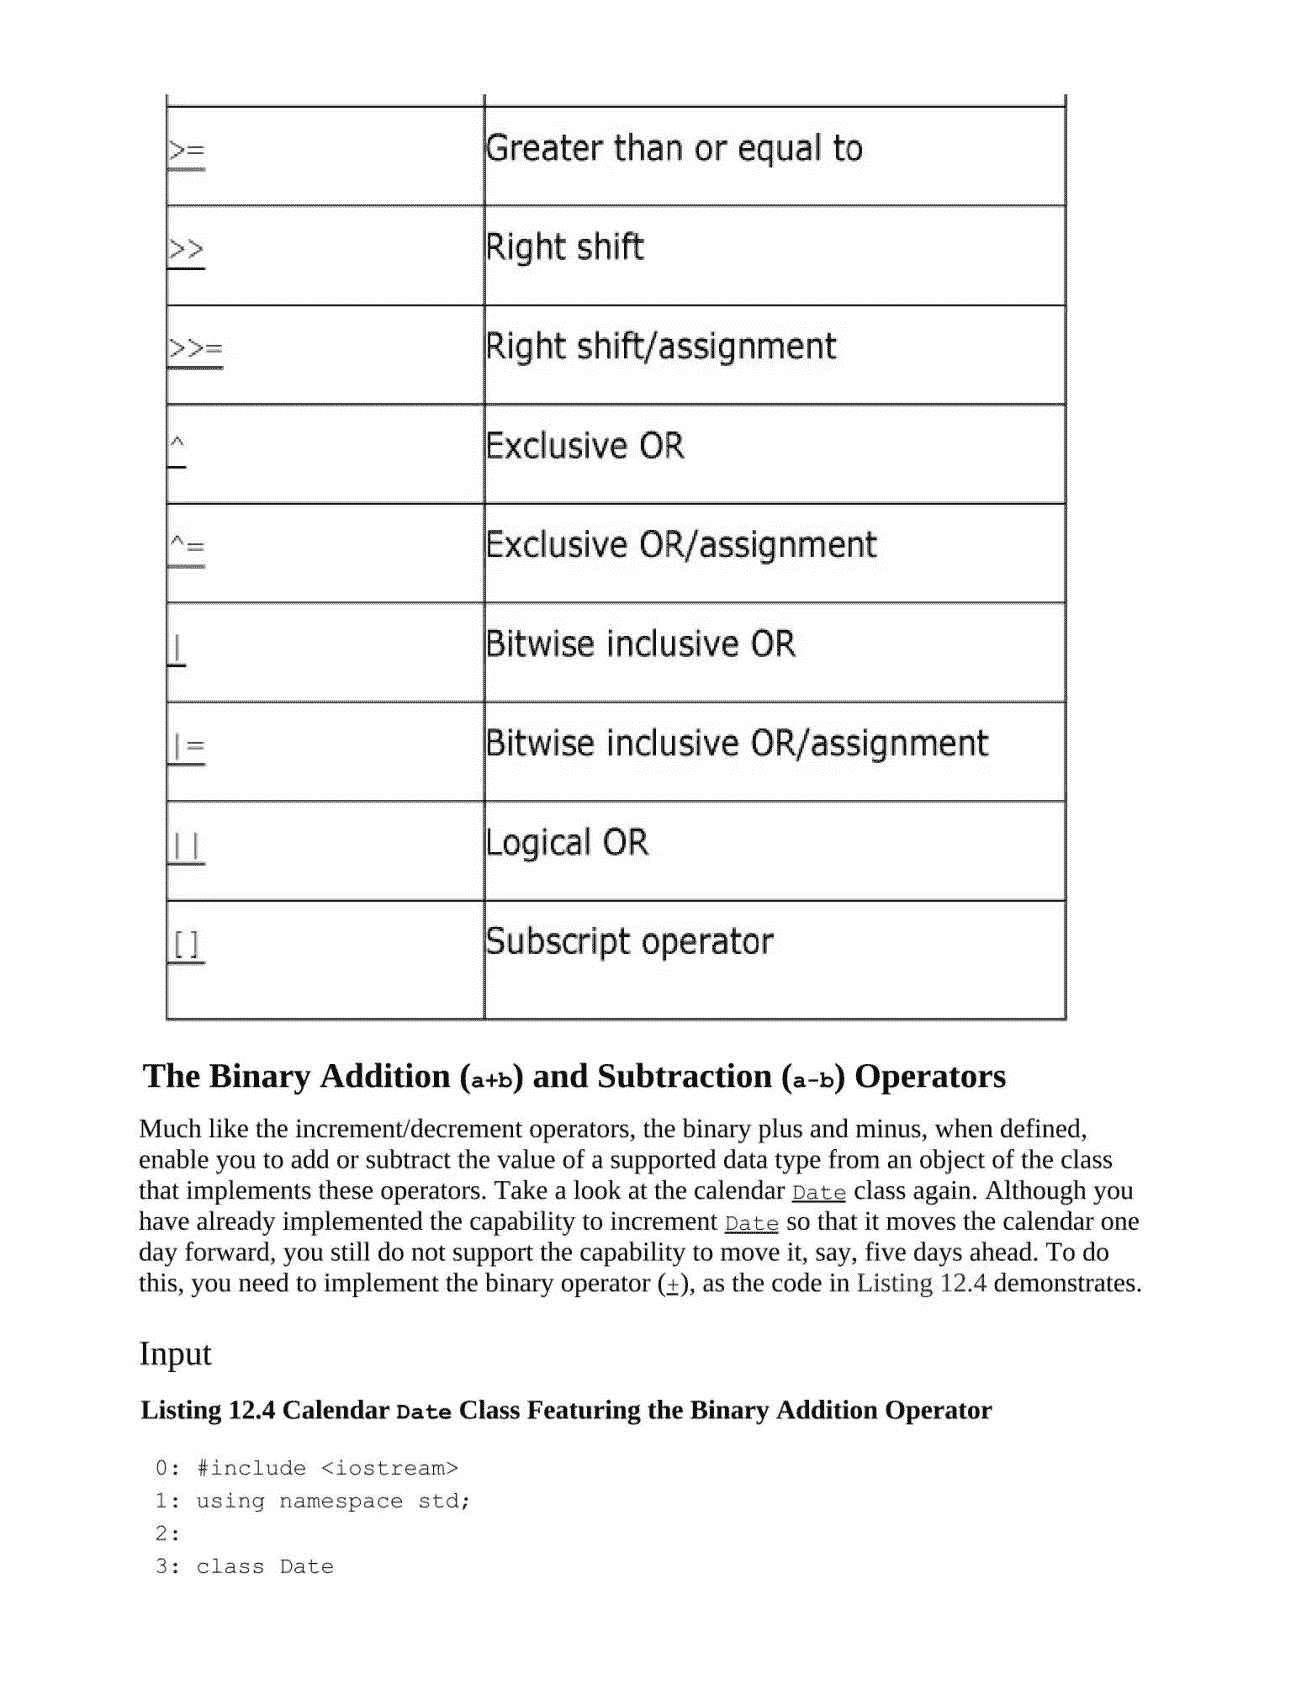 >= Greater than or equal to
>> Right shift
>>= Right shift/assignment
^ Exclusive OR
^= Exclusive OR/assignment
| Bitwise inclusive OR
|= Bitwise inclusive OR/assignment
|| Logical OR
[] Subscript operator
The Binary Addition (a+b) and Subtraction (a-b) Operators
Much like the increment/decrement operators, the binary plus and minus, when defined,
enable you to add or subtract the value of a supported data type from an object of the class
that implements these operators. Take a look at the calendar Date class again. Although you
have already implemented the capability to increment Date so that it moves the calendar one
day forward, you still do not support the capability to move it, say, five days ahead. To do
this, you need to implement the binary operator (+), as the code in Listing 12.4 demonstrates.
Input
Listing 12.4 Calendar Date Class Featuring the Binary Addition Operator
0: #include <iostream>
1: using namespace std;
2:
3: class Date